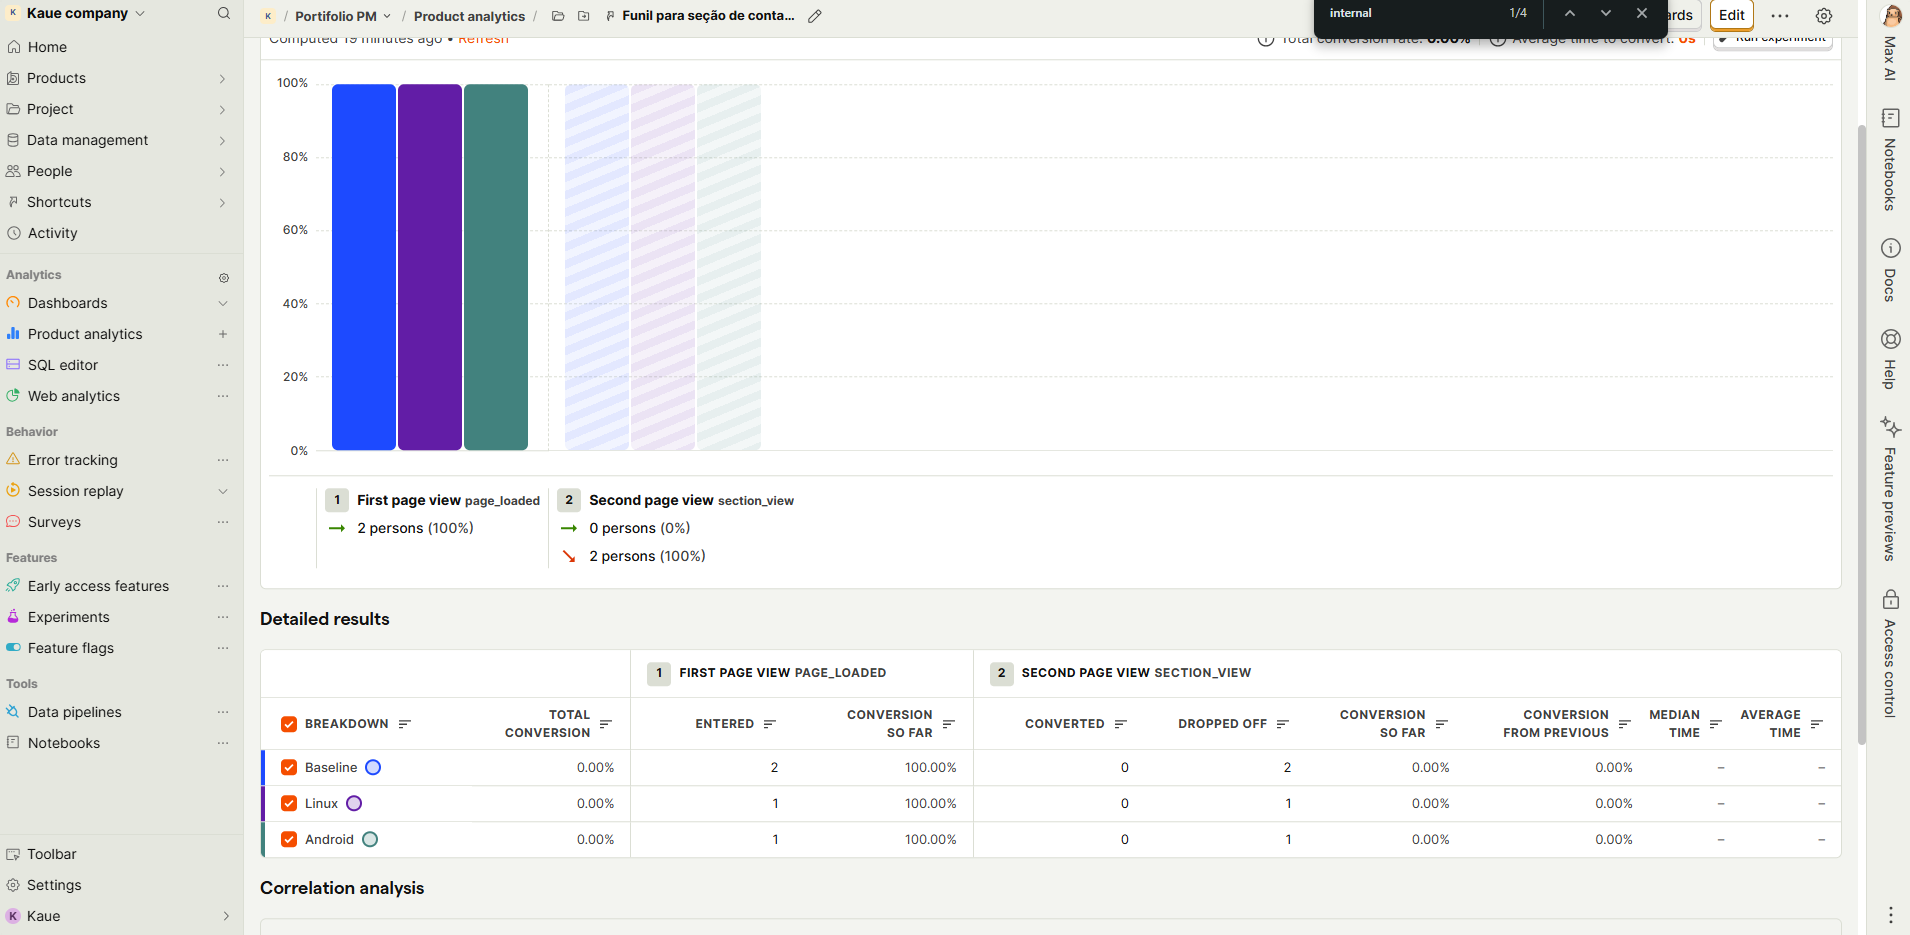 K Kaue company
Home
Products
Project
Data management
People
Shortcuts
Activity
Analytics
Dashboards
Product analytics
SQL editor
Web analytics
Behavior
Error tracking
Session replay
Surveys
Features
Early access features
Experiments
Feature flags
Tools
Data pipelines
Notebooks
Toolbar
Settings
K Kaue
K / Portifolio PM / Product analytics / Funil para seção de conta...
internal 1/4
ards Edit
Computed 19 minutes ago • Refresh
Total conversion rate: 0.00% Average time to convert: 0s Run experiment
100%
80%
60%
40%
20%
0%
1 First page view page_loaded
2 persons (100%)
2 Second page view section_view
0 persons (0%)
2 persons (100%)
Detailed results
1 FIRST PAGE VIEW PAGE_LOADED 2 SECOND PAGE VIEW SECTION_VIEW
BREAKDOWN TOTAL CONVERSION ENTERED CONVERSION SO FAR CONVERTED DROPPED OFF CONVERSION SO FAR CONVERSION FROM PREVIOUS MEDIAN TIME AVERAGE TIME
Baseline 0.00% 2 100.00% 0 2 0.00% 0.00% – –
Linux 0.00% 1 100.00% 0 1 0.00% 0.00% – –
Android 0.00% 1 100.00% 0 1 0.00% 0.00% – –
Correlation analysis
Max AI
Notebooks
Docs
Help
Feature previews
Access control